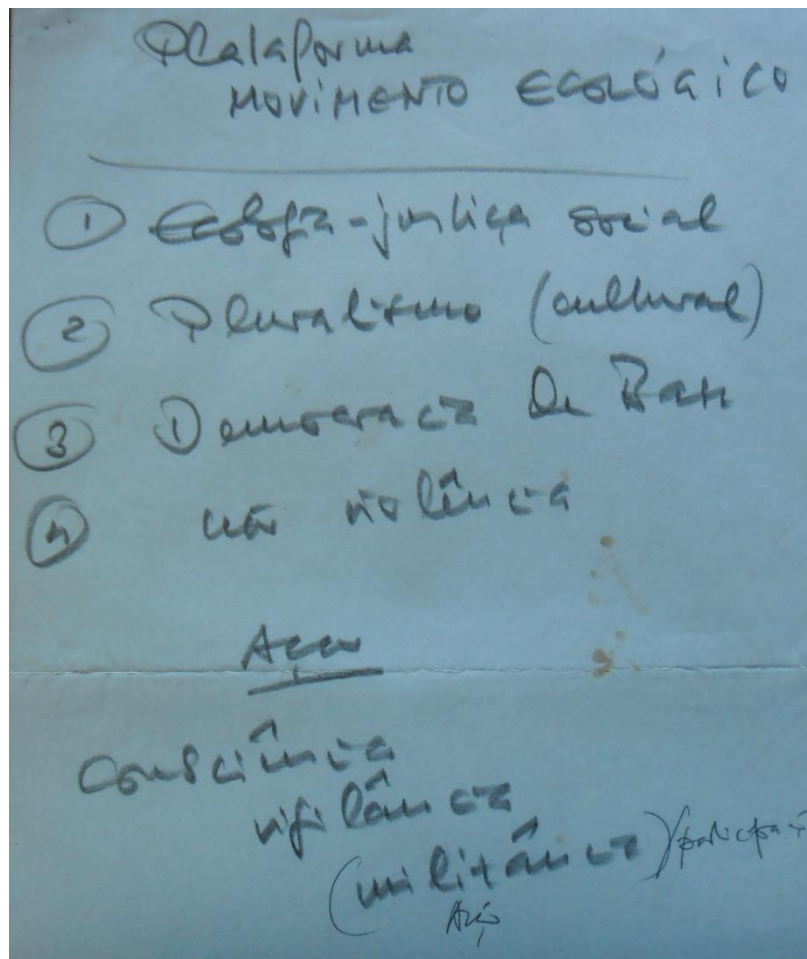 Plataforma
MOVIMENTO ECOLÓGICO
① Ecologia-justiça social
② Pluralismo (cultural)
③ Democracia De Base
④ não violência
Ação
Consciência
vigilância
(militância)